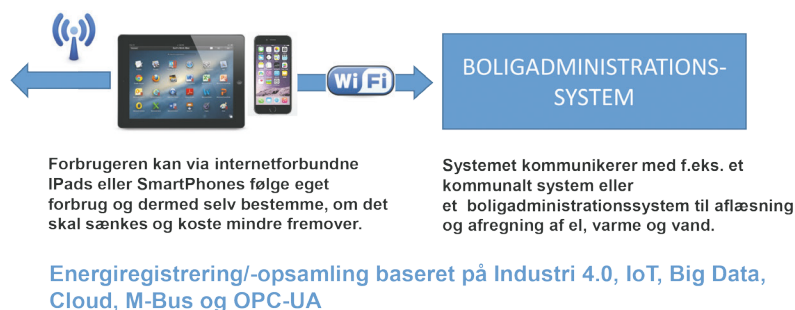 WiFi
BOLIGADMINISTRATIONS-
SYSTEM
Forbrugeren kan via internetforbundne
IPads eller SmartPhones følge eget
forbrug og dermed selv bestemme, om det
skal sænkes og koste mindre fremover.
Systemet kommunikerer med f.eks. et
kommunalt system eller
et  boligadministrationssystem til aflæsning
og afregning af el, varme og vand.
Energiregistrering/-opsamling baseret på Industri 4.0, IoT, Big Data,
Cloud, M-Bus og OPC-UA